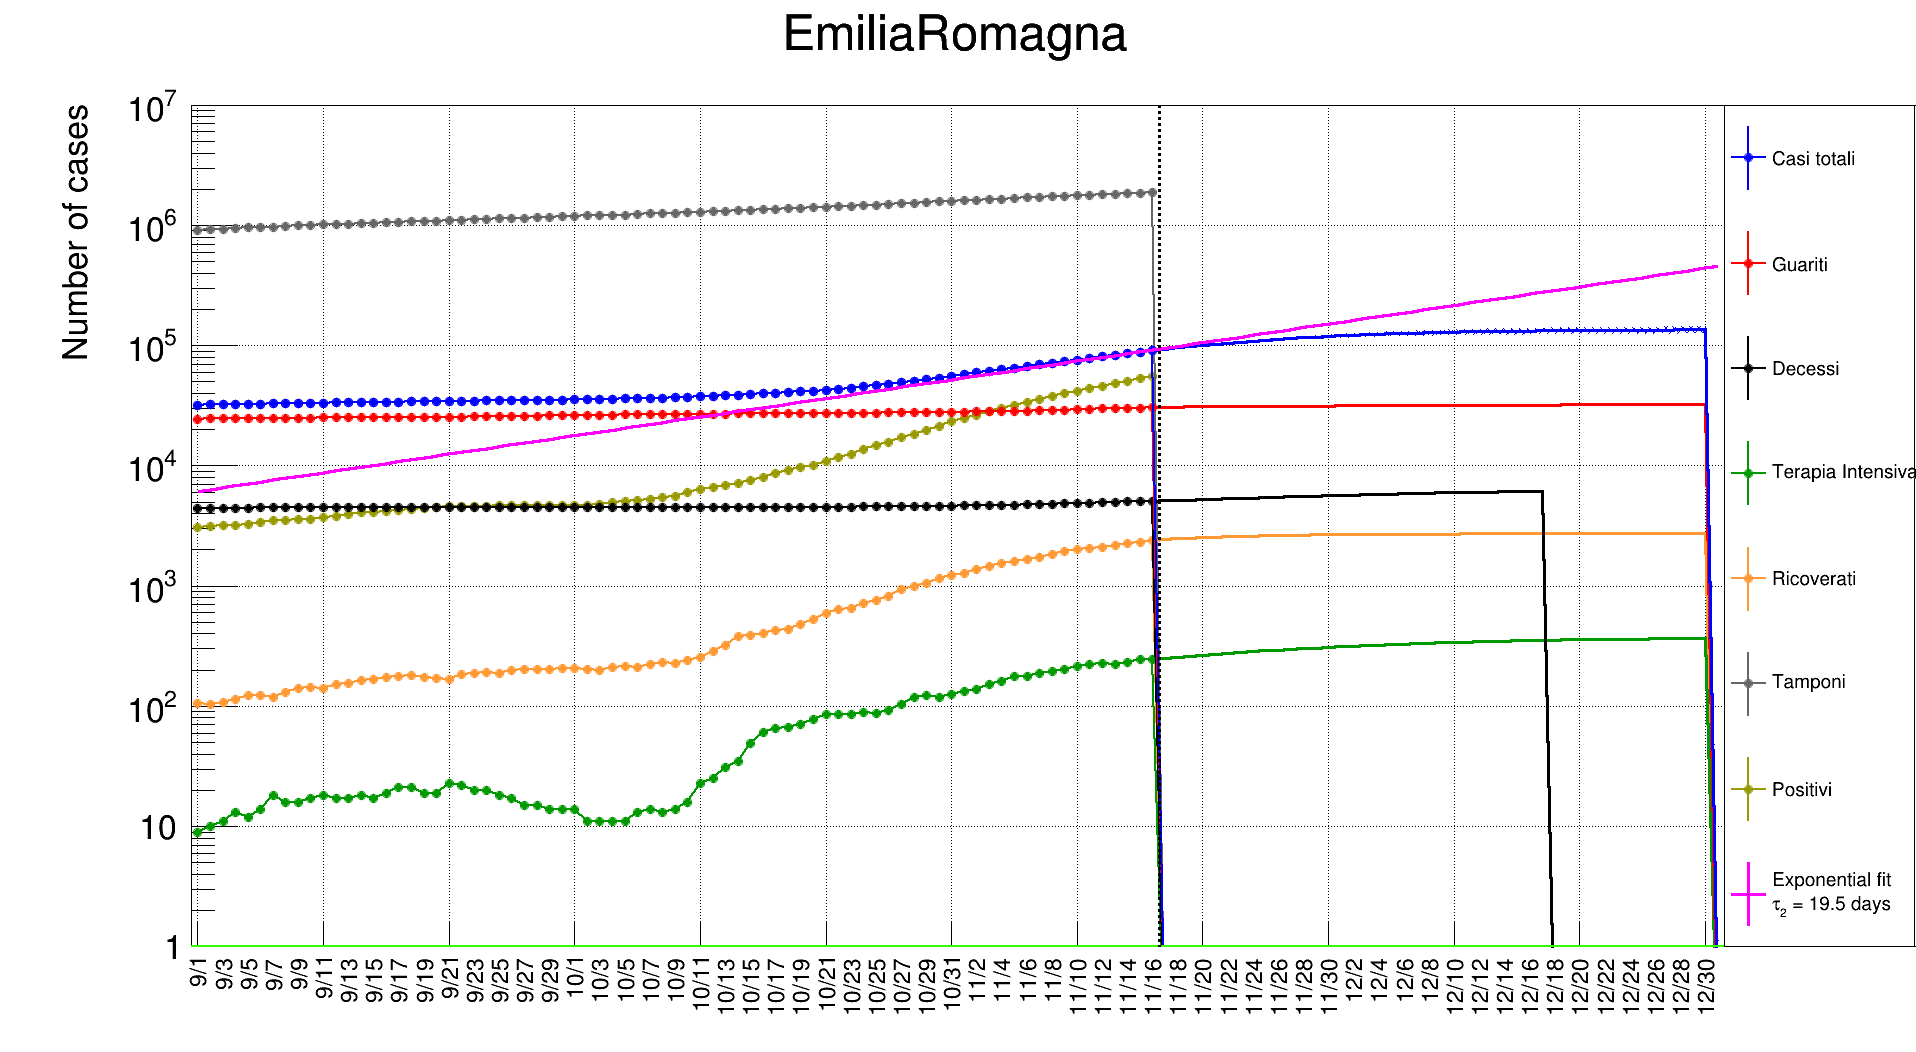 EmiliaRomagna
Number of cases
10^7
10^6
10^5
10^4
10^3
10^2
10
1
9/1 9/3 9/5 9/7 9/9 9/11 9/13 9/15 9/17 9/19 9/21 9/23 9/25 9/27 9/29 10/1 10/3 10/5 10/7 10/9 10/11 10/13 10/15 10/17 10/19 10/21 10/23 10/25 10/27 10/29 10/31 11/2 11/4 11/6 11/8 11/10 11/12 11/14 11/16 11/18 11/20 11/22 11/24 11/26 11/28 11/30 12/2 12/4 12/6 12/8 12/10 12/12 12/14 12/16 12/18 12/20 12/22 12/24 12/26 12/28 12/30
Casi totali
Guariti
Decessi
Terapia Intensiva
Ricoverati
Tamponi
Positivi
Exponential fit
τ₂ = 19.5 days